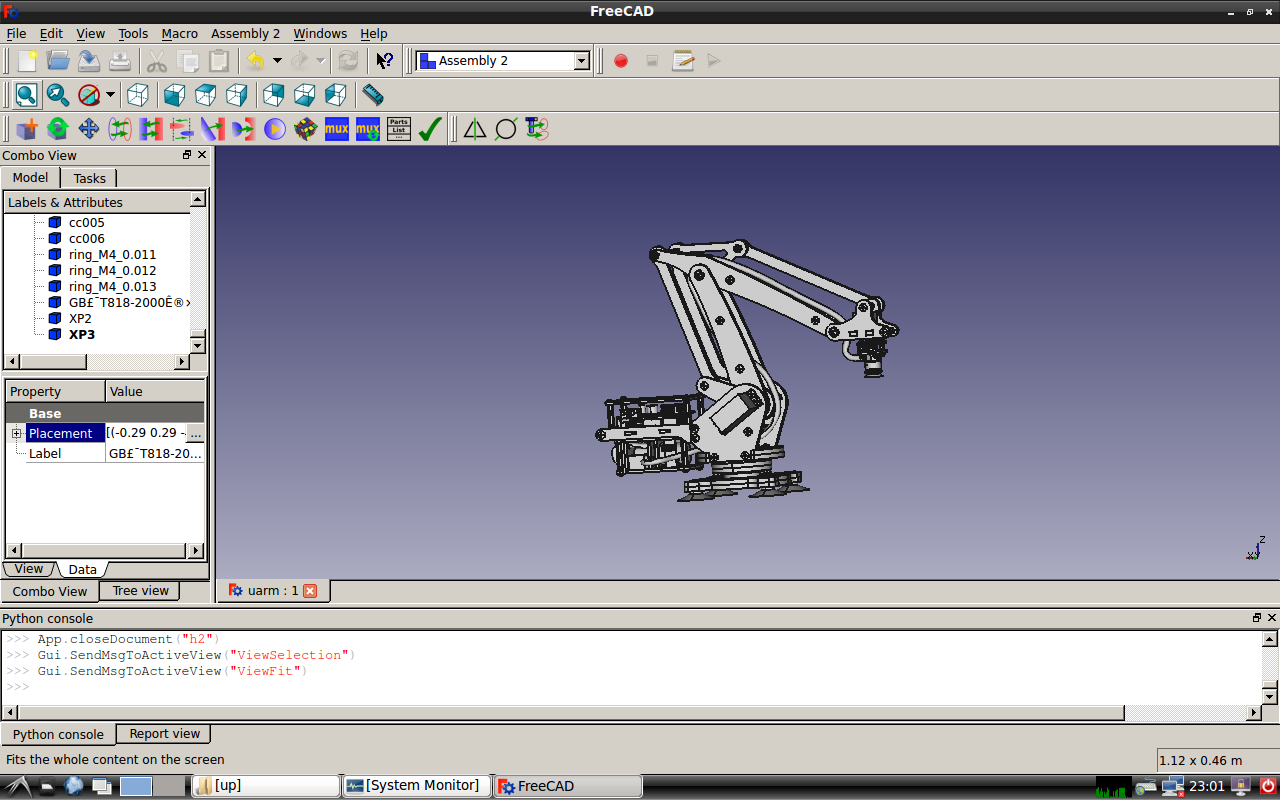 FreeCAD
File Edit View Tools Macro Assembly 2 Windows Help
Assembly 2
mux mux Parts List ...
Combo View
Model Tasks
Labels & Attributes
cc005
cc006
ring_M4_0.011
ring_M4_0.012
ring_M4_0.013
GB£¯T818-2000Ê®×
XP2
XP3
Property Value
Base
Placement [(-0.29 0.29 - ...
Label GB£¯T818-20...
View Data
Combo View Tree view
uarm : 1
Z
Python console
>>> App.closeDocument("h2")
>>> Gui.SendMsgToActiveView("ViewSelection")
>>> Gui.SendMsgToActiveView("ViewFit")
>>>
Python console Report view
Fits the whole content on the screen
1.12 x 0.46 m
[up] [System Monitor] FreeCAD 23:01